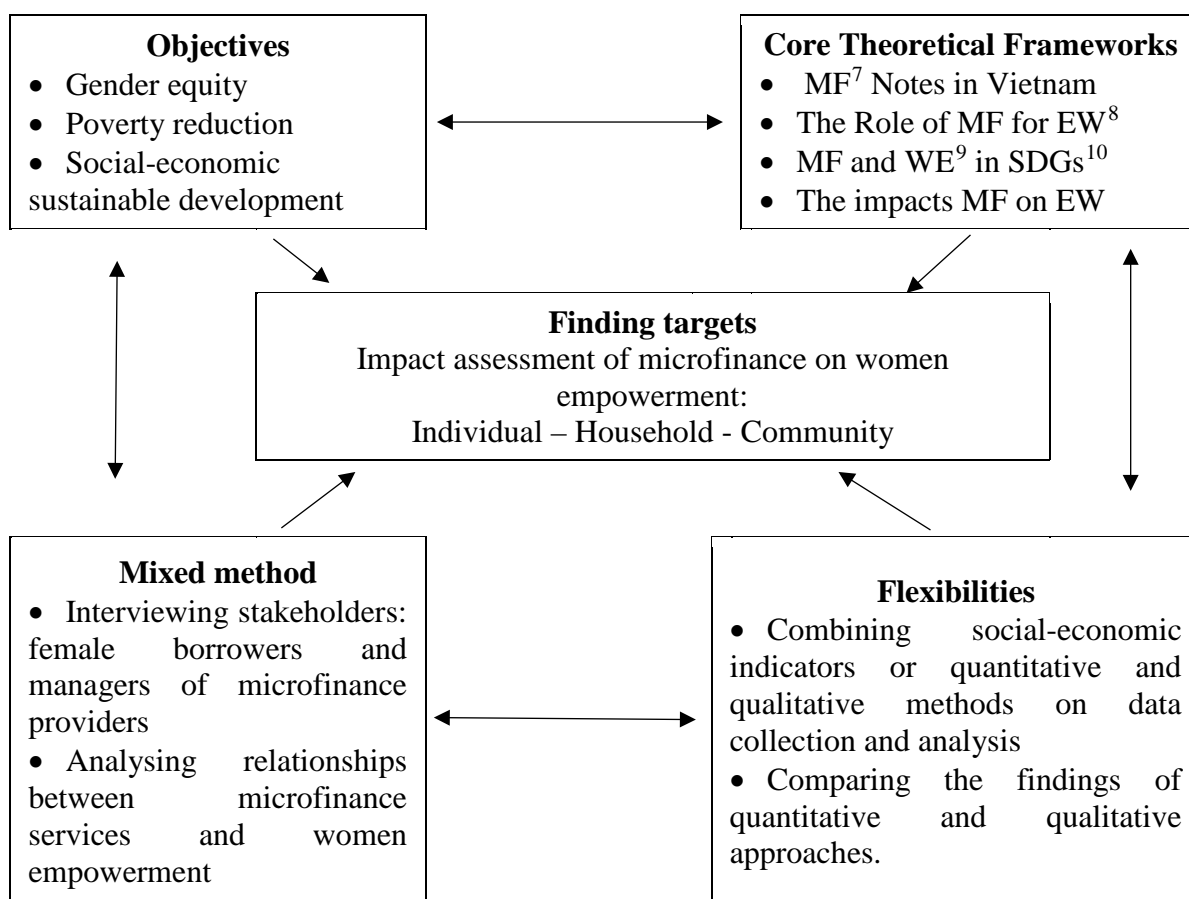 Objectives
• Gender equity
• Poverty reduction
• Social-economic
sustainable development
Core Theoretical Frameworks
• MF⁷ Notes in Vietnam
• The Role of MF for EW⁸
• MF and WE⁹ in SDGs¹⁰
• The impacts MF on EW
Finding targets
Impact assessment of microfinance on women
empowerment:
Individual – Household - Community
Mixed method
• Interviewing stakeholders:
female borrowers and
managers of microfinance
providers
• Analysing relationships
between microfinance
services and women
empowerment
Flexibilities
• Combining social-economic
indicators or quantitative and
qualitative methods on data
collection and analysis
• Comparing the findings of
quantitative and qualitative
approaches.